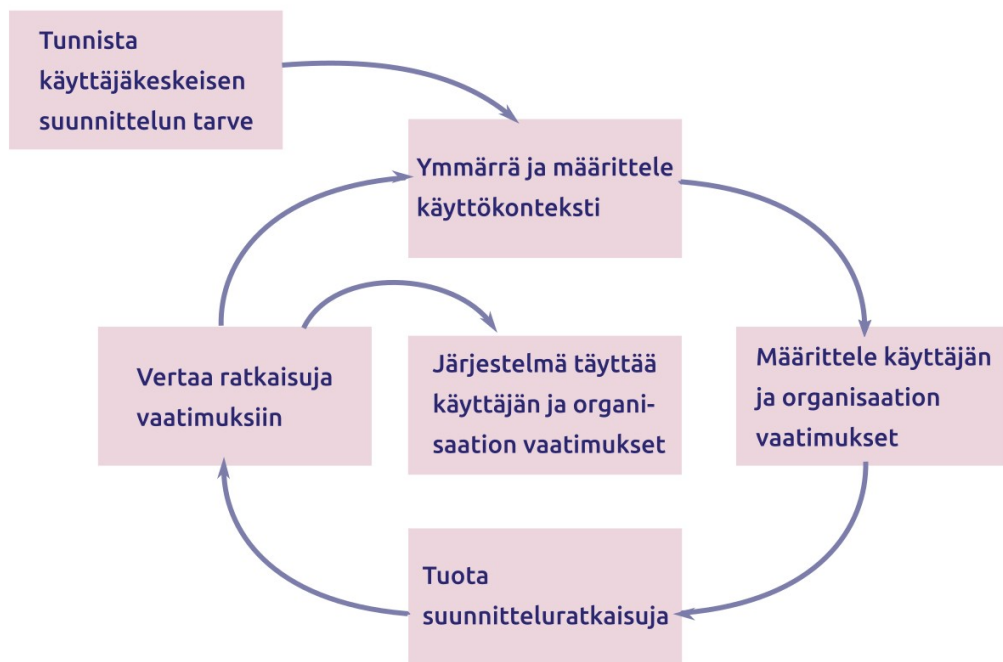 Tunnista
käyttäjäkeskeisen
suunnittelun tarve
Ymmärrä ja määrittele
käyttökonteksti
Määrittele käyttäjän
ja organisaation
vaatimukset
Tuota
suunnitteluratkaisuja
Vertaa ratkaisuja
vaatimuksiin
Järjestelmä täyttää
käyttäjän ja organi-
saation vaatimukset